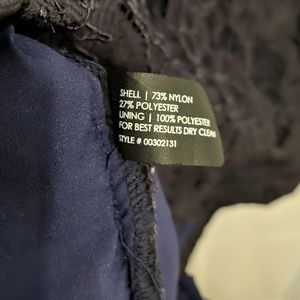 SHELL | 73% NYLON
27% POLYESTER
LINING | 100% POLYESTER
FOR BEST RESULTS DRY CLEAN
STYLE # 00302131